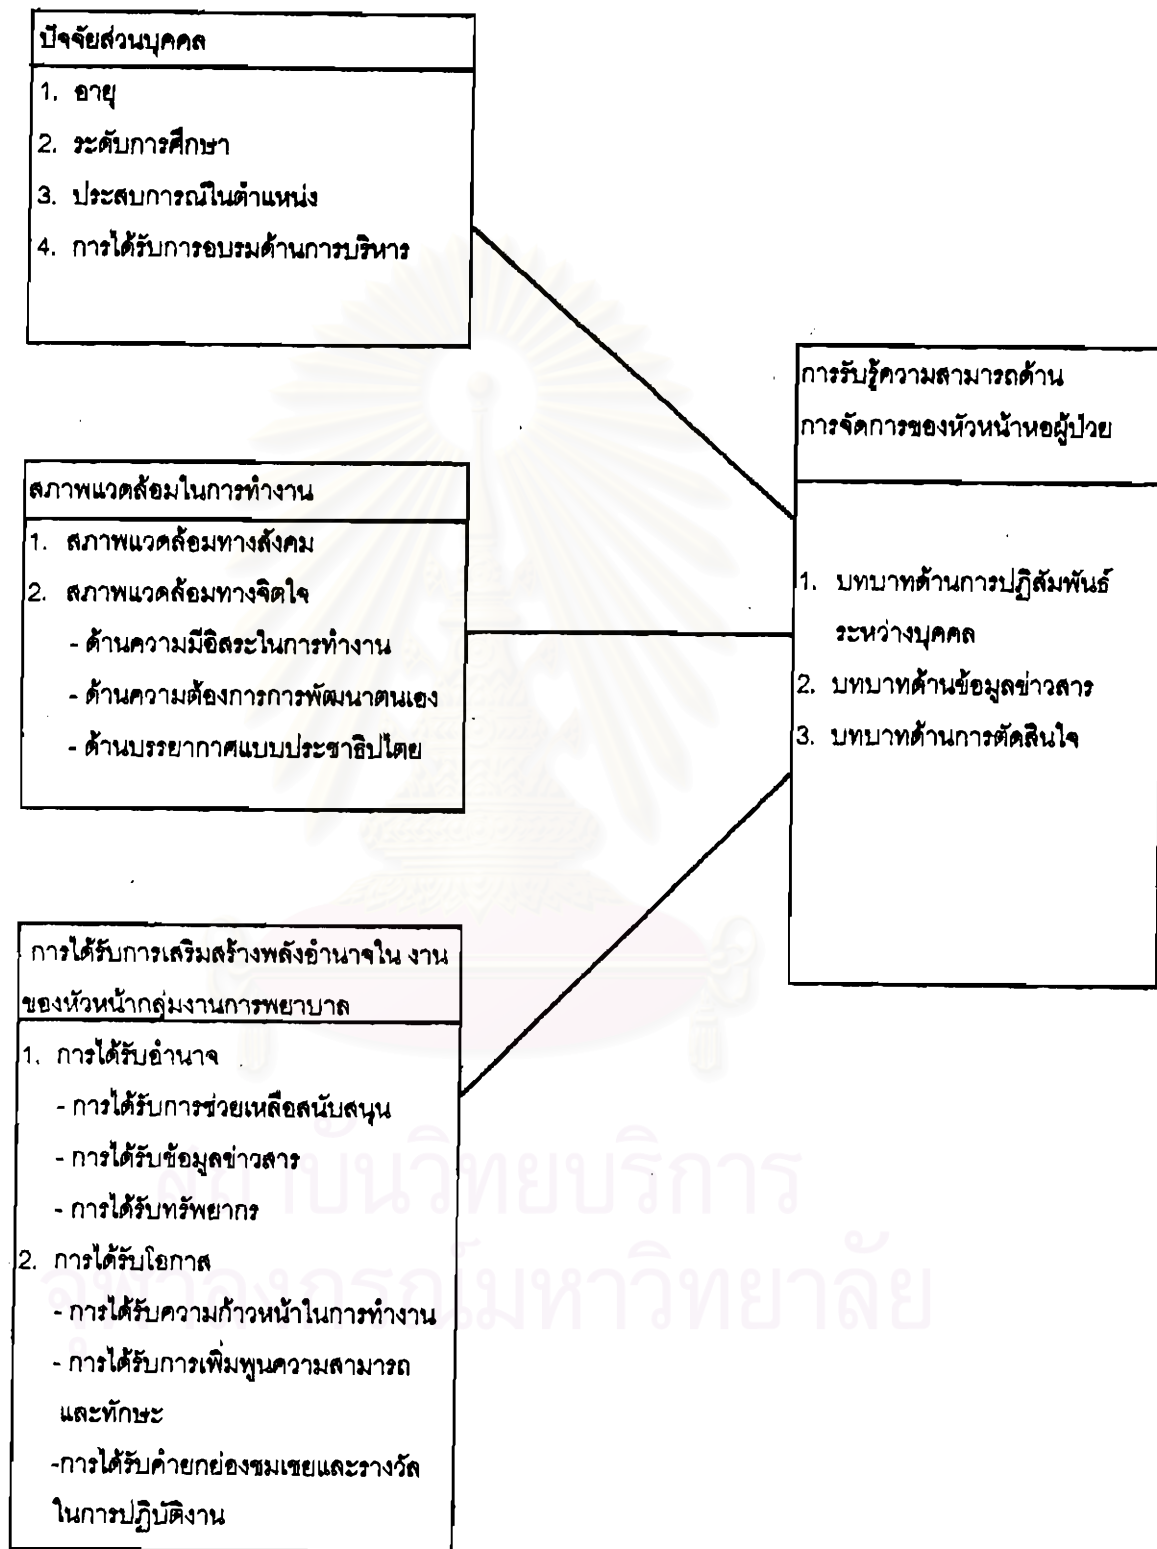 ปัจจัยส่วนบุคคล
1. อายุ
2. ระดับการศึกษา
3. ประสบการณ์ในตำแหน่ง
4. การได้รับการอบรมด้านการบริหาร
สภาพแวดล้อมในการทำงาน
1. สภาพแวดล้อมทางสังคม
2. สภาพแวดล้อมทางจิตใจ
- ด้านความมีอิสระในการทำงาน
- ด้านความต้องการการพัฒนาตนเอง
- ด้านบรรยากาศแบบประชาธิปไตย
การได้รับการเสริมสร้างพลังอำนาจใน งาน
ของหัวหน้ากลุ่มงานการพยาบาล
1. การได้รับอำนาจ
- การได้รับการช่วยเหลือสนับสนุน
- การได้รับข้อมูลข่าวสาร
- การได้รับทรัพยากร
2. การได้รับโอกาส
- การได้รับความก้าวหน้าในการทำงาน
- การได้รับการเพิ่มพูนความสามารถ
และทักษะ
-การได้รับคำยกย่องชมเชยและรางวัล
ในการปฏิบัติงาน
การรับรู้ความสามารถด้าน
การจัดการของหัวหน้าหอผู้ป่วย
1. บทบาทด้านการปฏิสัมพันธ์
ระหว่างบุคคล
2. บทบาทด้านข้อมูลข่าวสาร
3. บทบาทด้านการตัดสินใจ
สถาบันวิทยบริการ
จุฬาลงกรณ์มหาวิทยาลัย